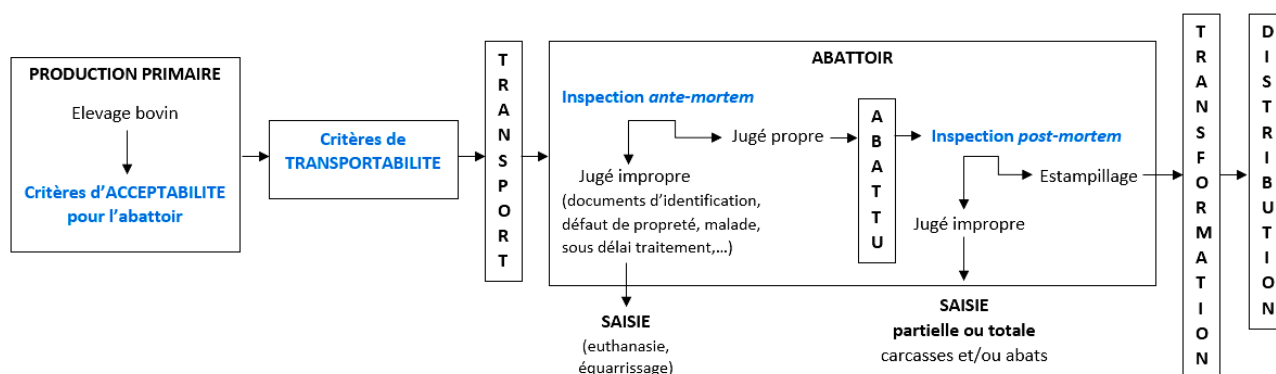 PRODUCTION PRIMAIRE
Elevage bovin
Critères d'ACCEPTABILITE
pour l'abattoir
Critères de
TRANSPORTABILITE
TRANSPORT
ABATTOIR
Inspection ante-mortem
Jugé propre
Jugé impropre
(documents d'identification,
défaut de propreté, malade,
sous délai traitement,...)
SAISIE
(euthanasie,
équarrissage)
ABATTU
Inspection post-mortem
Estampillage
Jugé impropre
SAISIE
partielle ou totale
carcasses et/ou abats
TRANSFORMATION
DISTRIBUTION